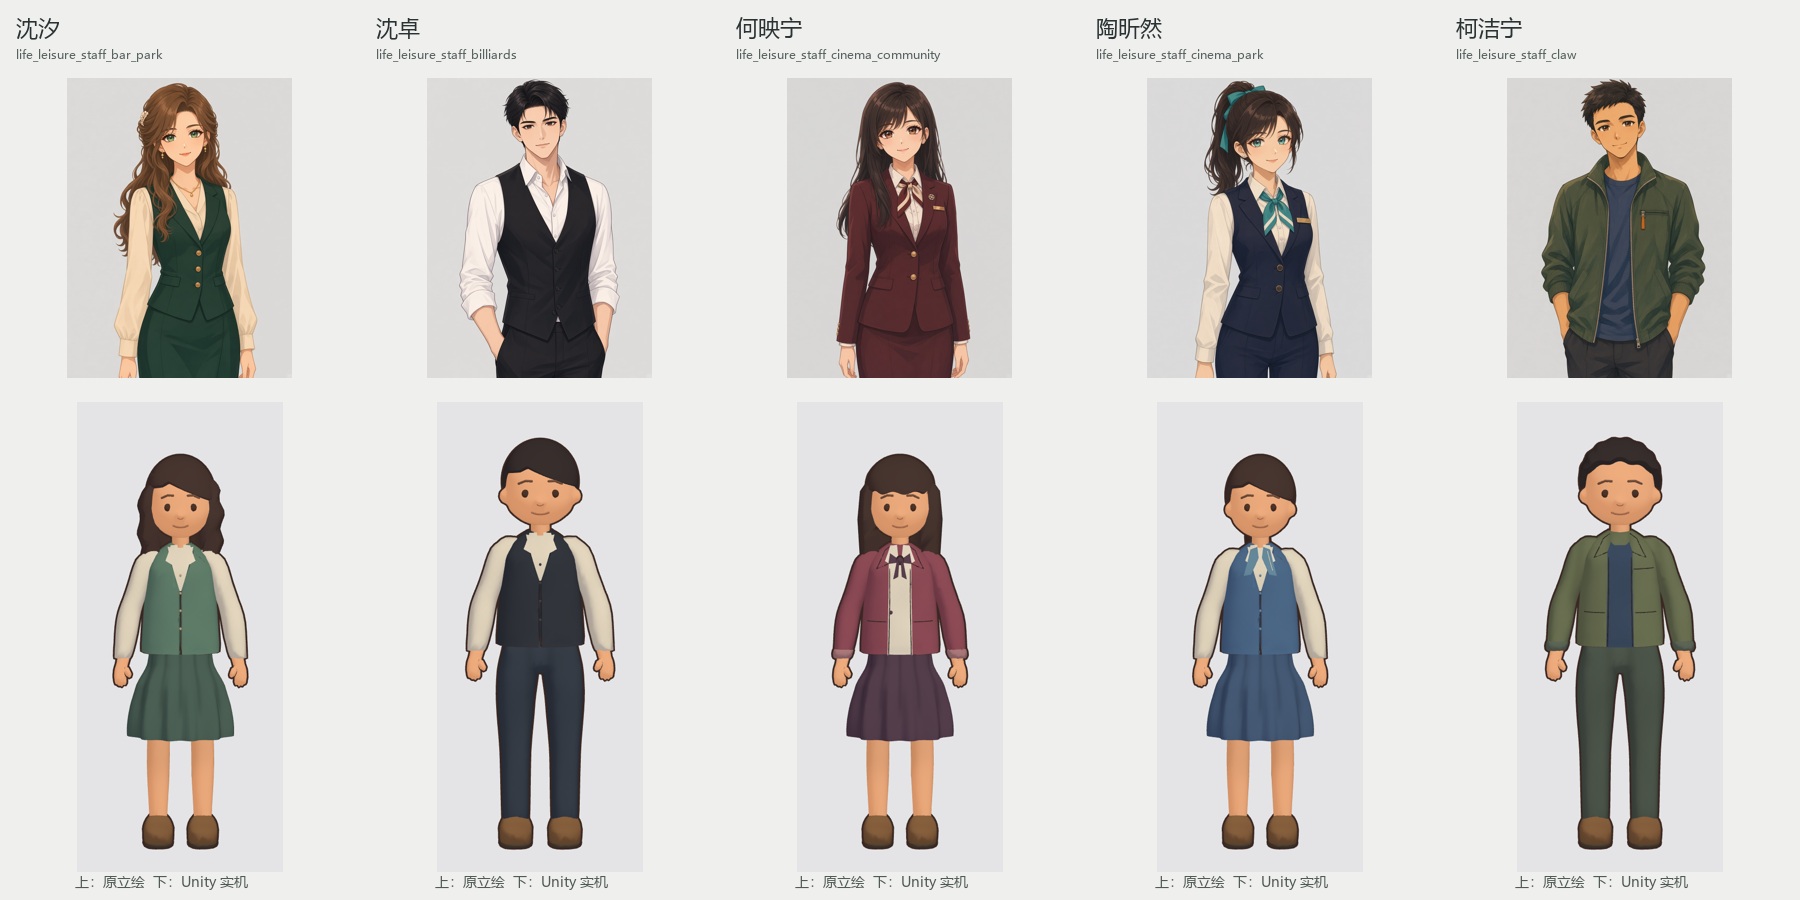 沈汐
life_leisure_staff_bar_park
沈卓
life_leisure_staff_billiards
何映宁
life_leisure_staff_cinema_community
陶昕然
life_leisure_staff_cinema_park
柯洁宁
life_leisure_staff_claw
上：原立绘 下：Unity 实机
上：原立绘 下：Unity 实机
上：原立绘 下：Unity 实机
上：原立绘 下：Unity 实机
上：原立绘 下：Unity 实机